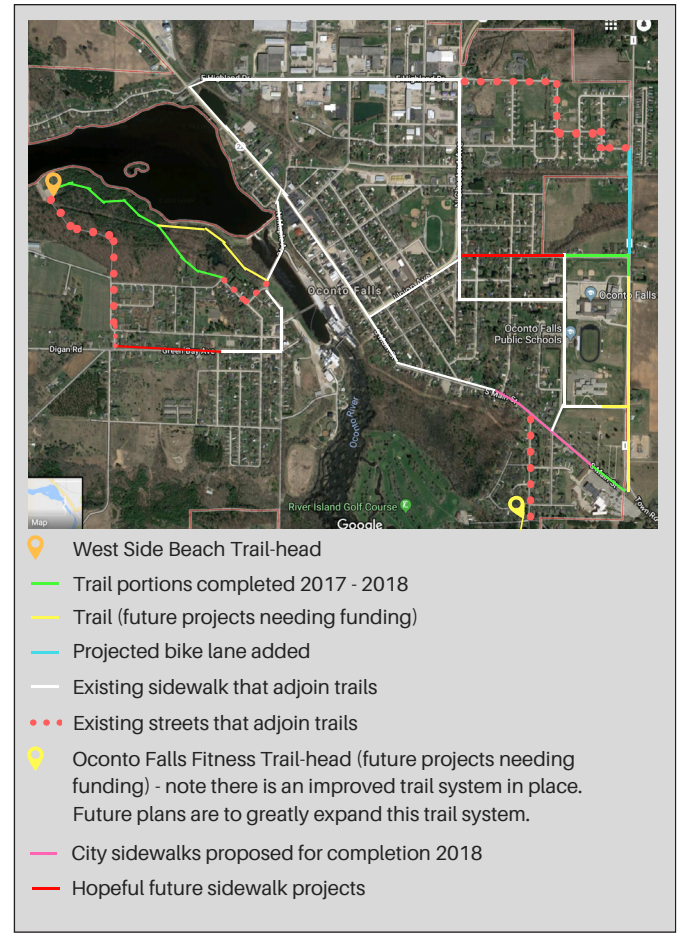 E Highland Dr
E Highland Dr
22
Oconto Falls
Oconto Falls
Oconto Falls
Public Schools
Digan Rd
Green Bay Ave
S Main St
S Main St
Oconto River
River Island Golf Course
Google
Map
West Side Beach Trail-head
Trail portions completed 2017 - 2018
Trail (future projects needing funding)
Projected bike lane added
Existing sidewalk that adjoin trails
Existing streets that adjoin trails
Oconto Falls Fitness Trail-head (future projects needing
funding) - note there is an improved trail system in place.
Future plans are to greatly expand this trail system.
City sidewalks proposed for completion 2018
Hopeful future sidewalk projects